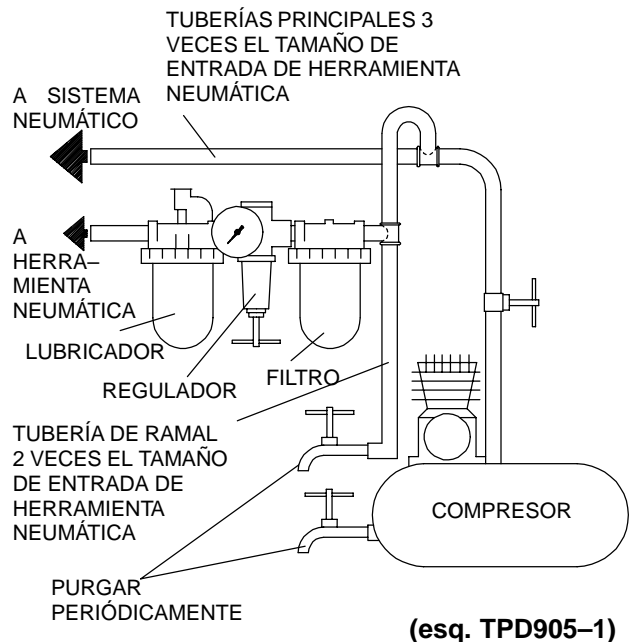 TUBERÍAS PRINCIPALES 3
VECES EL TAMAÑO DE
ENTRADA DE HERRAMIENTA
NEUMÁTICA
A SISTEMA
NEUMÁTICO
A
HERRA–
MIENTA
NEUMÁTICA
LUBRICADOR
REGULADOR
FILTRO
TUBERÍA DE RAMAL
2 VECES EL TAMAÑO
DE ENTRADA DE
HERRAMIENTA
NEUMÁTICA
COMPRESOR
PURGAR
PERIÓDICAMENTE
(esq. TPD905–1)